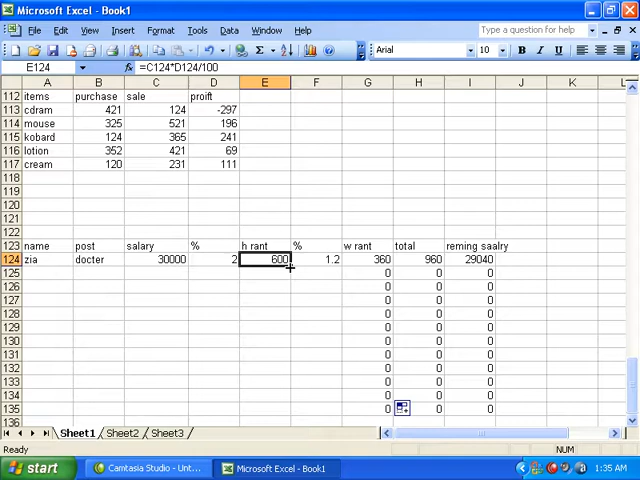 Microsoft Excel - Book1
File Edit View Insert Format Tools Data Window Help
Type a question for help
Arial 10 B I U
E124 fx =C124*D124/100
A B C D E F G H I J K L
112 items purchase sale proift
113 cdram 421 124 -297
114 mouse 325 521 196
115 kobard 124 365 241
116 lotion 352 421 69
117 cream 120 231 111
118
119
120
121
122
123 name post salary % h rant % w rant total reming saalry
124 zia docter 30000 2 600 1.2 360 960 29040
125 0 0 0
126 0 0 0
127 0 0 0
128 0 0 0
129 0 0 0
130 0 0 0
131 0 0 0
132 0 0 0
133 0 0 0
134 0 0 0
135 0 0 0
136
Sheet1 Sheet2 Sheet3
Ready NUM
start Camtasia Studio - Unt... Microsoft Excel - Book1 1:35 AM